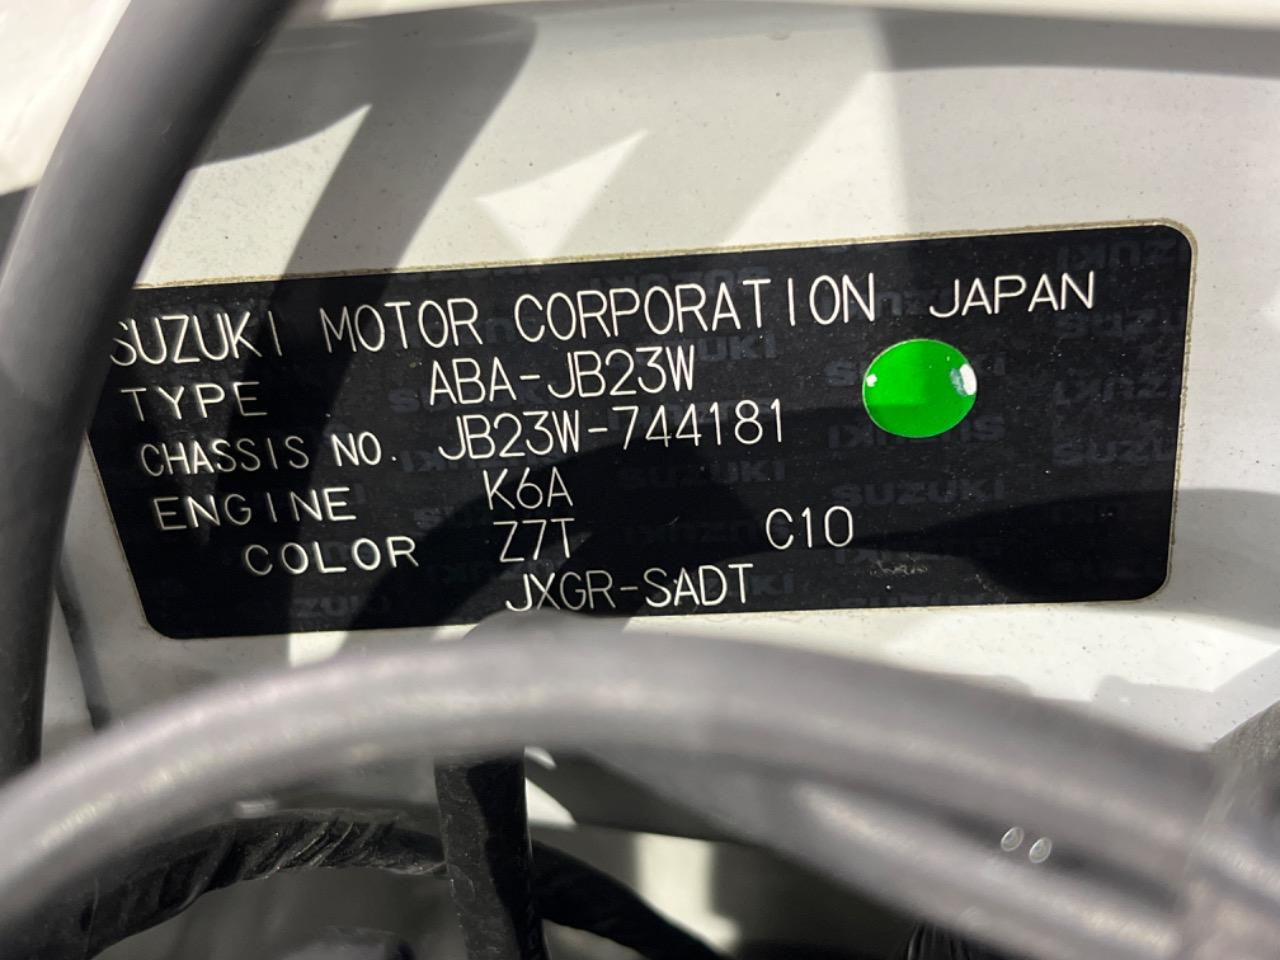 SUZUKI MOTOR CORPORATION JAPAN
TYPE ABA-JB23W
CHASSIS NO. JB23W-744181
ENGINE K6A
COLOR Z7T C10
JXGR-SADT